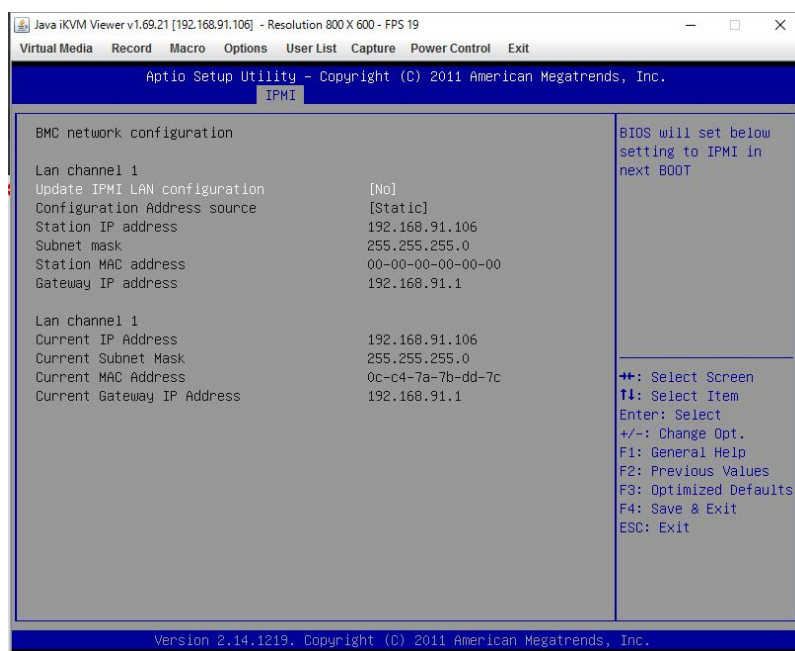 Java iKVM Viewer v1.69.21 [192.168.91.106] - Resolution 800 X 600 - FPS 19
Virtual Media Record Macro Options User List Capture Power Control Exit
Aptio Setup Utility – Copyright (C) 2011 American Megatrends, Inc.
IPMI
BMC network configuration
Lan channel 1
Update IPMI LAN configuration [No]
Configuration Address source [Static]
Station IP address 192.168.91.106
Subnet mask 255.255.255.0
Station MAC address 00-00-00-00-00-00
Gateway IP address 192.168.91.1
Lan channel 1
Current IP Address 192.168.91.106
Current Subnet Mask 255.255.255.0
Current MAC Address 0c-c4-7a-7b-dd-7c
Current Gateway IP Address 192.168.91.1
BIOS will set below
setting to IPMI in
next BOOT
→←: Select Screen
↑↓: Select Item
Enter: Select
+/-: Change Opt.
F1: General Help
F2: Previous Values
F3: Optimized Defaults
F4: Save & Exit
ESC: Exit
Version 2.14.1219. Copyright (C) 2011 American Megatrends, Inc.